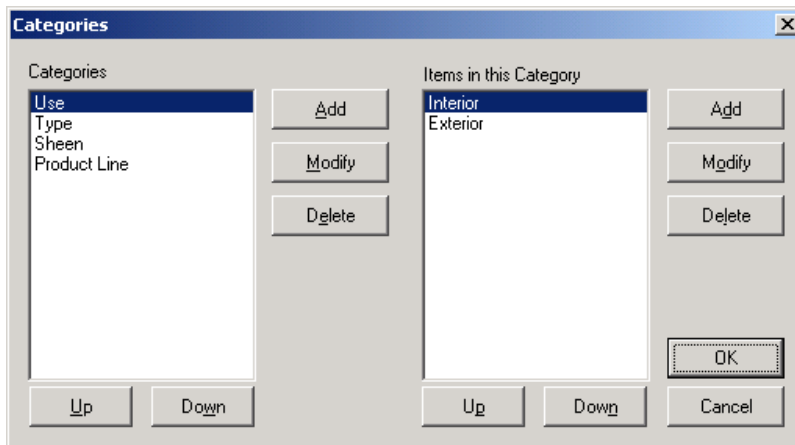 Categories
Categories
Use
Type
Sheen
Product Line
Add
Modify
Delete
Up
Down
Items in this Category
Interior
Exterior
Add
Modify
Delete
OK
Up
Down
Cancel